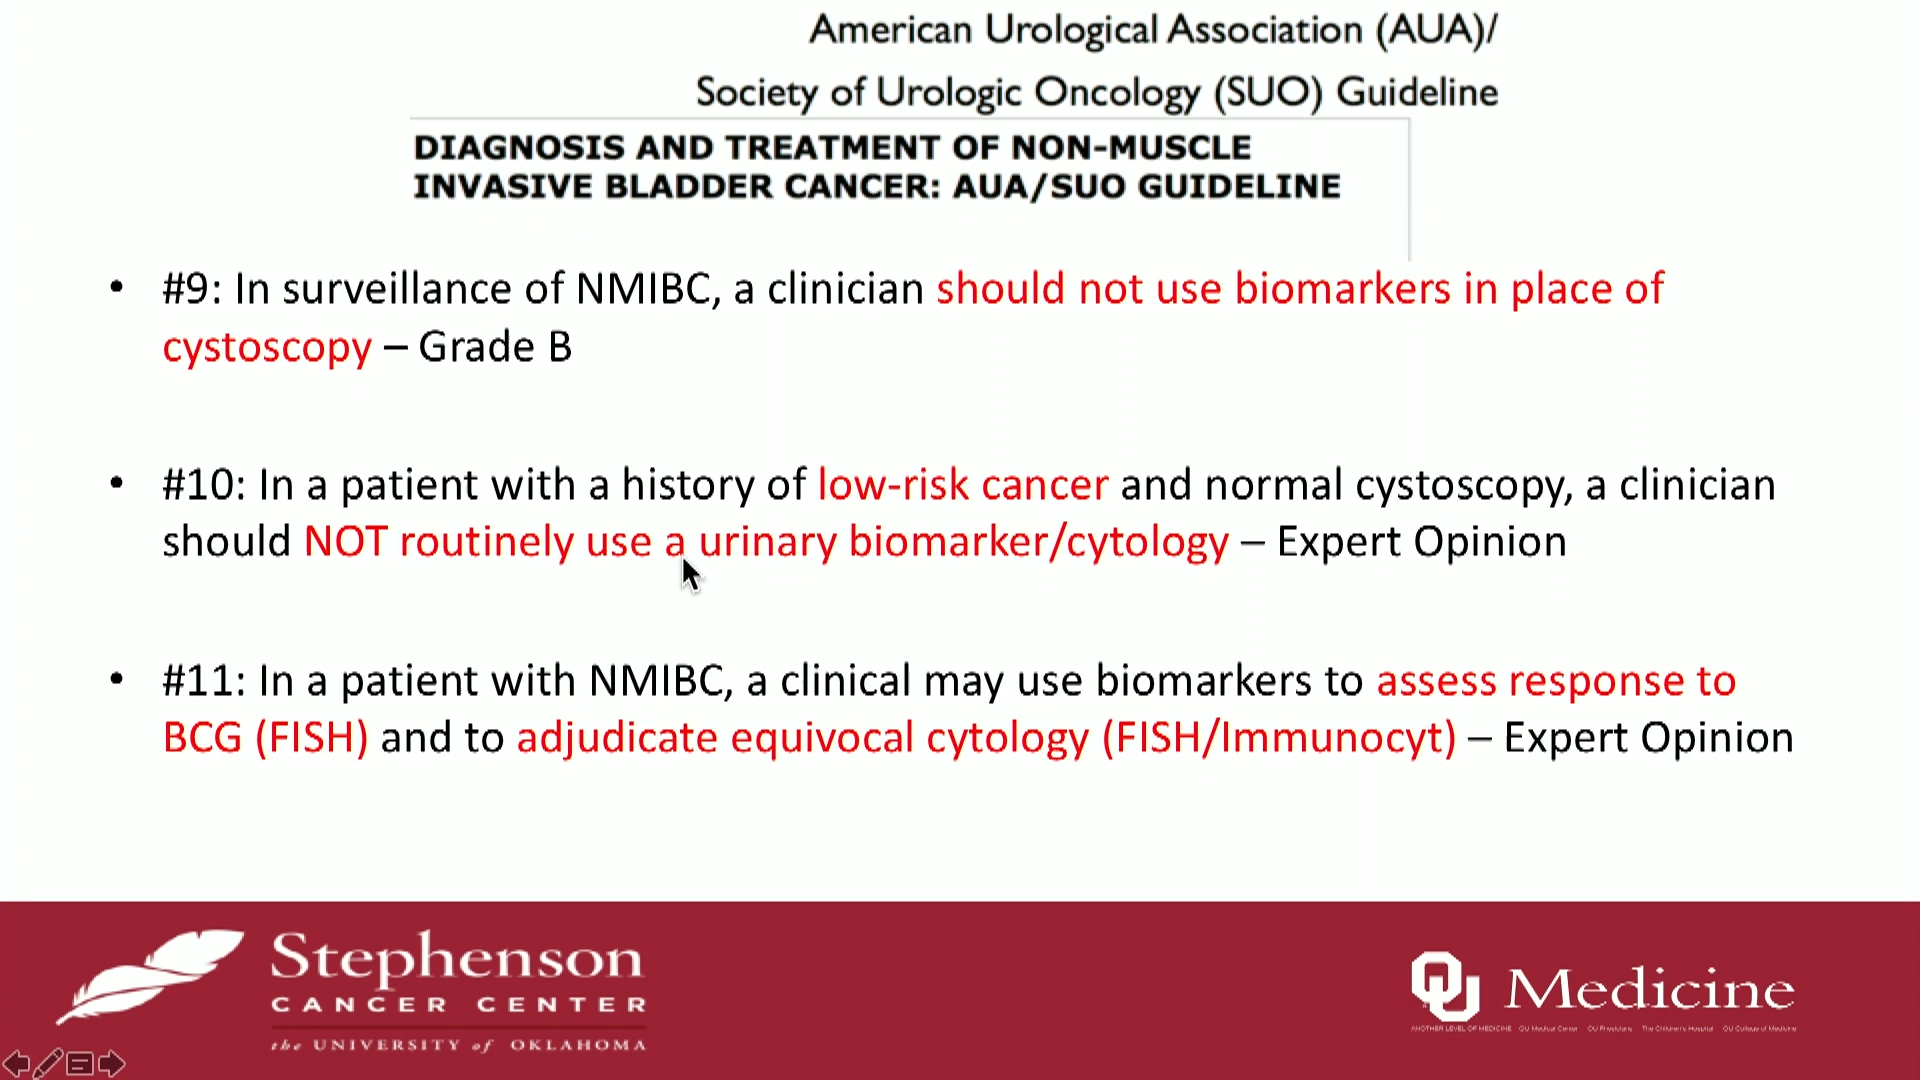 American Urological Association (AUA)/
Society of Urologic Oncology (SUO) Guideline
DIAGNOSIS AND TREATMENT OF NON-MUSCLE
INVASIVE BLADDER CANCER: AUA/SUO GUIDELINE
• #9: In surveillance of NMIBC, a clinician should not use biomarkers in place of
cystoscopy – Grade B
• #10: In a patient with a history of low-risk cancer and normal cystoscopy, a clinician
should NOT routinely use a urinary biomarker/cytology – Expert Opinion
• #11: In a patient with NMIBC, a clinical may use biomarkers to assess response to
BCG (FISH) and to adjudicate equivocal cytology (FISH/Immunocyt) – Expert Opinion
Stephenson
CANCER CENTER
the UNIVERSITY of OKLAHOMA
OU Medicine
ANOTHER LEVEL OF MEDICINE OU Medical Center OU Physicians The Children's Hospital OU College of Medicine